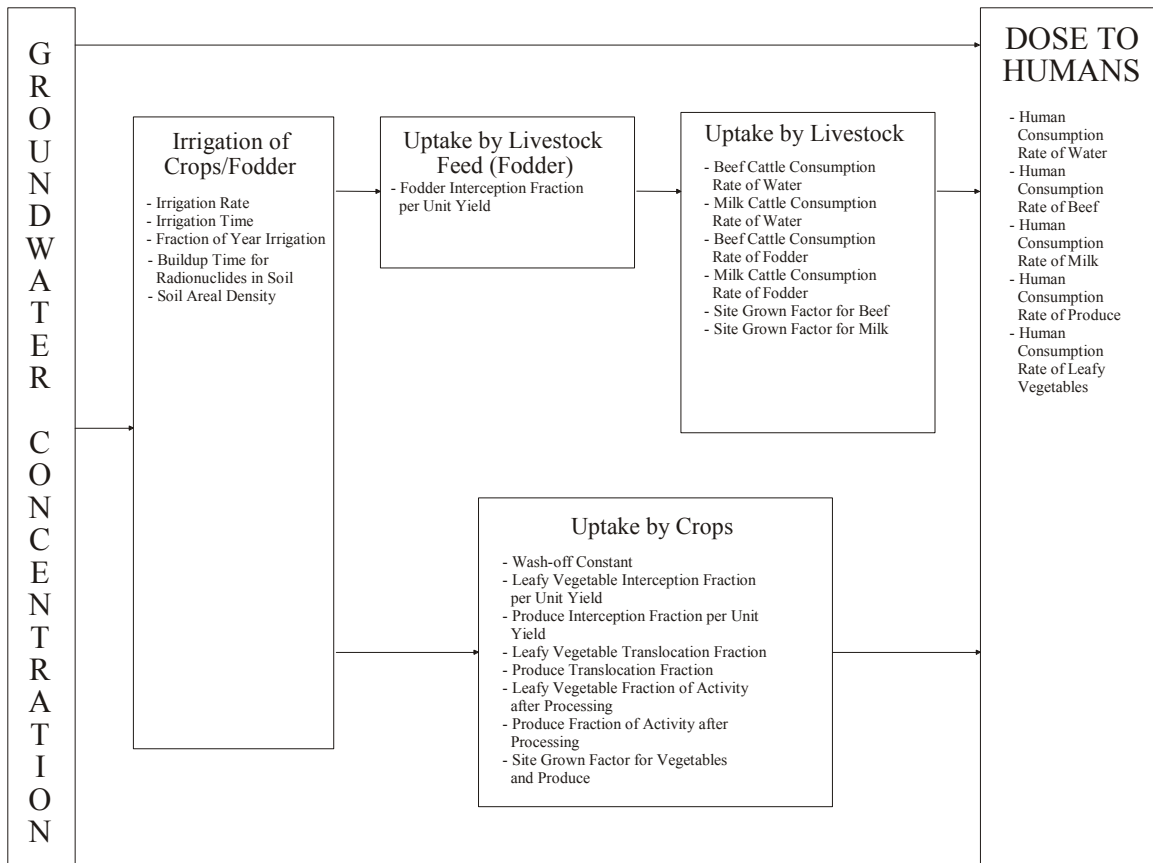 GROUNDWATER CONCENTRATION
Irrigation of
Crops/Fodder
- Irrigation Rate
- Irrigation Time
- Fraction of Year Irrigation
- Buildup Time for
Radionuclides in Soil
- Soil Areal Density
Uptake by Livestock
Feed (Fodder)
- Fodder Interception Fraction
per Unit Yield
Uptake by Livestock
- Beef Cattle Consumption
Rate of Water
- Milk Cattle Consumption
Rate of Water
- Beef Cattle Consumption
Rate of Fodder
- Milk Cattle Consumption
Rate of Fodder
- Site Grown Factor for Beef
- Site Grown Factor for Milk
Uptake by Crops
- Wash-off Constant
- Leafy Vegetable Interception Fraction
per Unit Yield
- Produce Interception Fraction per Unit
Yield
- Leafy Vegetable Translocation Fraction
- Produce Translocation Fraction
- Leafy Vegetable Fraction of Activity
after Processing
- Produce Fraction of Activity after
Processing
- Site Grown Factor for Vegetables
and Produce
DOSE TO
HUMANS
- Human
Consumption
Rate of Water
- Human
Consumption
Rate of Beef
- Human
Consumption
Rate of Milk
- Human
Consumption
Rate of Produce
- Human
Consumption
Rate of Leafy
Vegetables